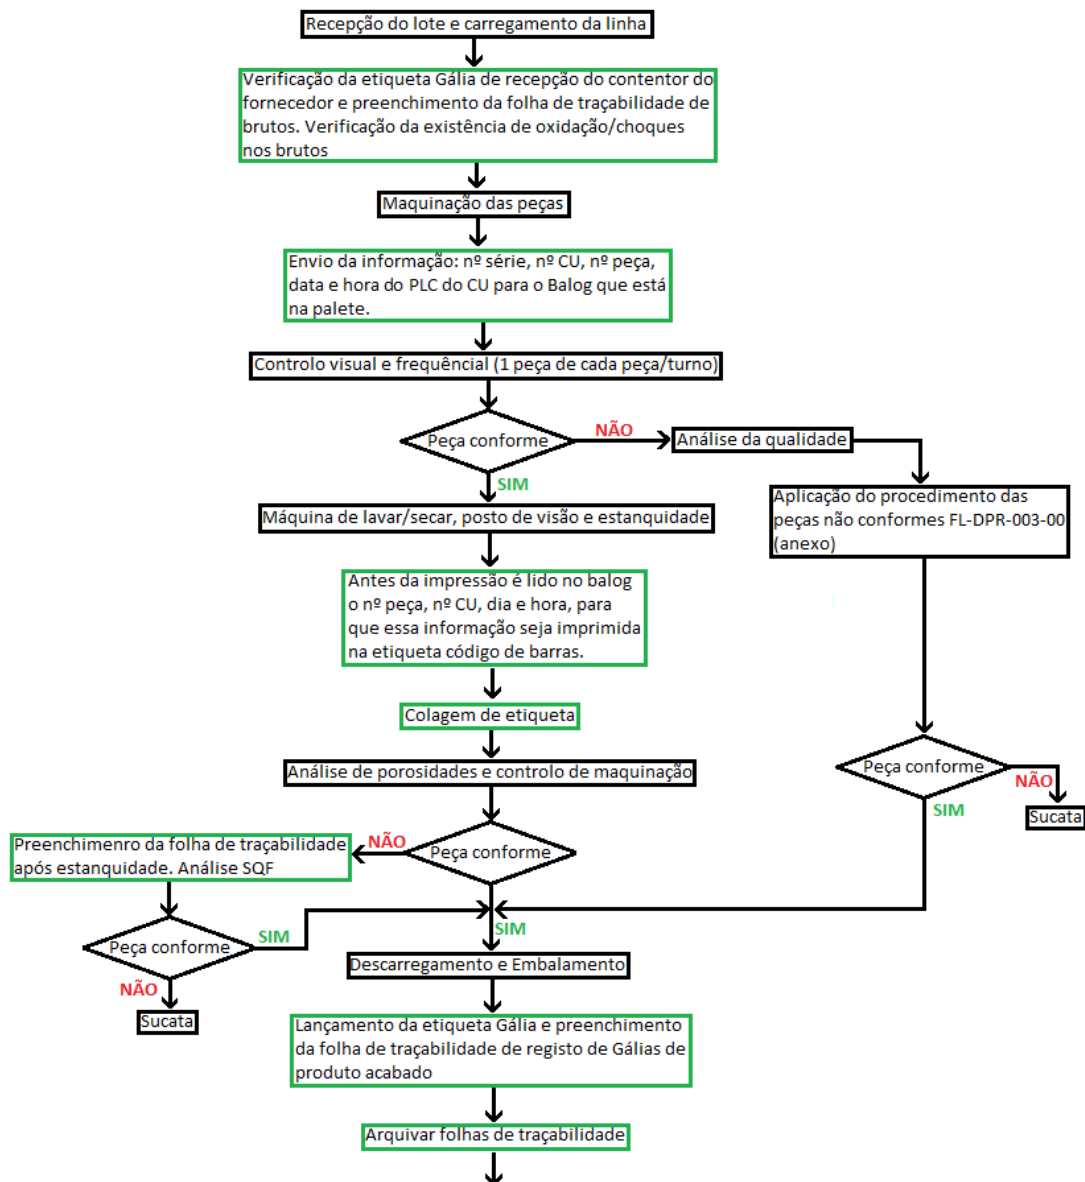 Recepção do lote e carregamento da linha
Verificação da etiqueta Gália de recepção do contentor do
fornecedor e preenchimento da folha de traçabilidade de
brutos. Verificação da existência de oxidação/choques
nos brutos
Maquinação das peças
Envio da informação: nº série, nº CU, nº peça,
data e hora do PLC do CU para o Balog que está
na palete.
Controlo visual e frequêncial (1 peça de cada peça/turno)
Peça conforme
NÃO
Análise da qualidade
SIM
Aplicação do procedimento das
peças não conformes FL-DPR-003-00
(anexo)
Máquina de lavar/secar, posto de visão e estanquidade
Antes da impressão é lido no balog
o nº peça, nº CU, dia e hora, para
que essa informação seja imprimida
na etiqueta código de barras.
Colagem de etiqueta
Análise de porosidades e controlo de maquinação
Peça conforme
NÃO
SIM
Sucata
Peça conforme
NÃO
Preenchimenro da folha de traçabilidade
após estanquidade. Análise SQF
SIM
Peça conforme
SIM
NÃO
Sucata
Descarregamento e Embalamento
Lançamento da etiqueta Gália e preenchimento
da folha de traçabilidade de registo de Gálias de
produto acabado
Arquivar folhas de traçabilidade